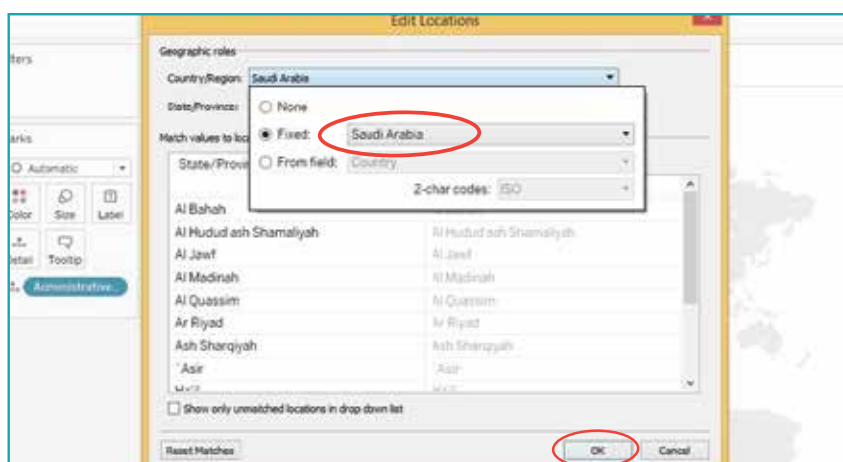 Edit Locations
Geographic roles
Country/Region: Saudi Arabia
State/Province:
None
Fixed: Saudi Arabia
From field: Country
2-char codes: ISO
Match values to loc
State/Provi
Al Bahah
Al Hudud ash Shamaliyah Al Hudud ash Shamaliyah
Al Jawf Al Jawf
Al Madinah Al Madinah
Al Quassim Al Quassim
Ar Riyad Ar Riyad
Ash Sharqiyah Ash Sharqiyah
`Asir `Asir
Show only unmatched locations in drop down list
Reset Matches OK Cancel
lters
arks
Automatic
Color Size Label
etail Tooltip
Administrative..